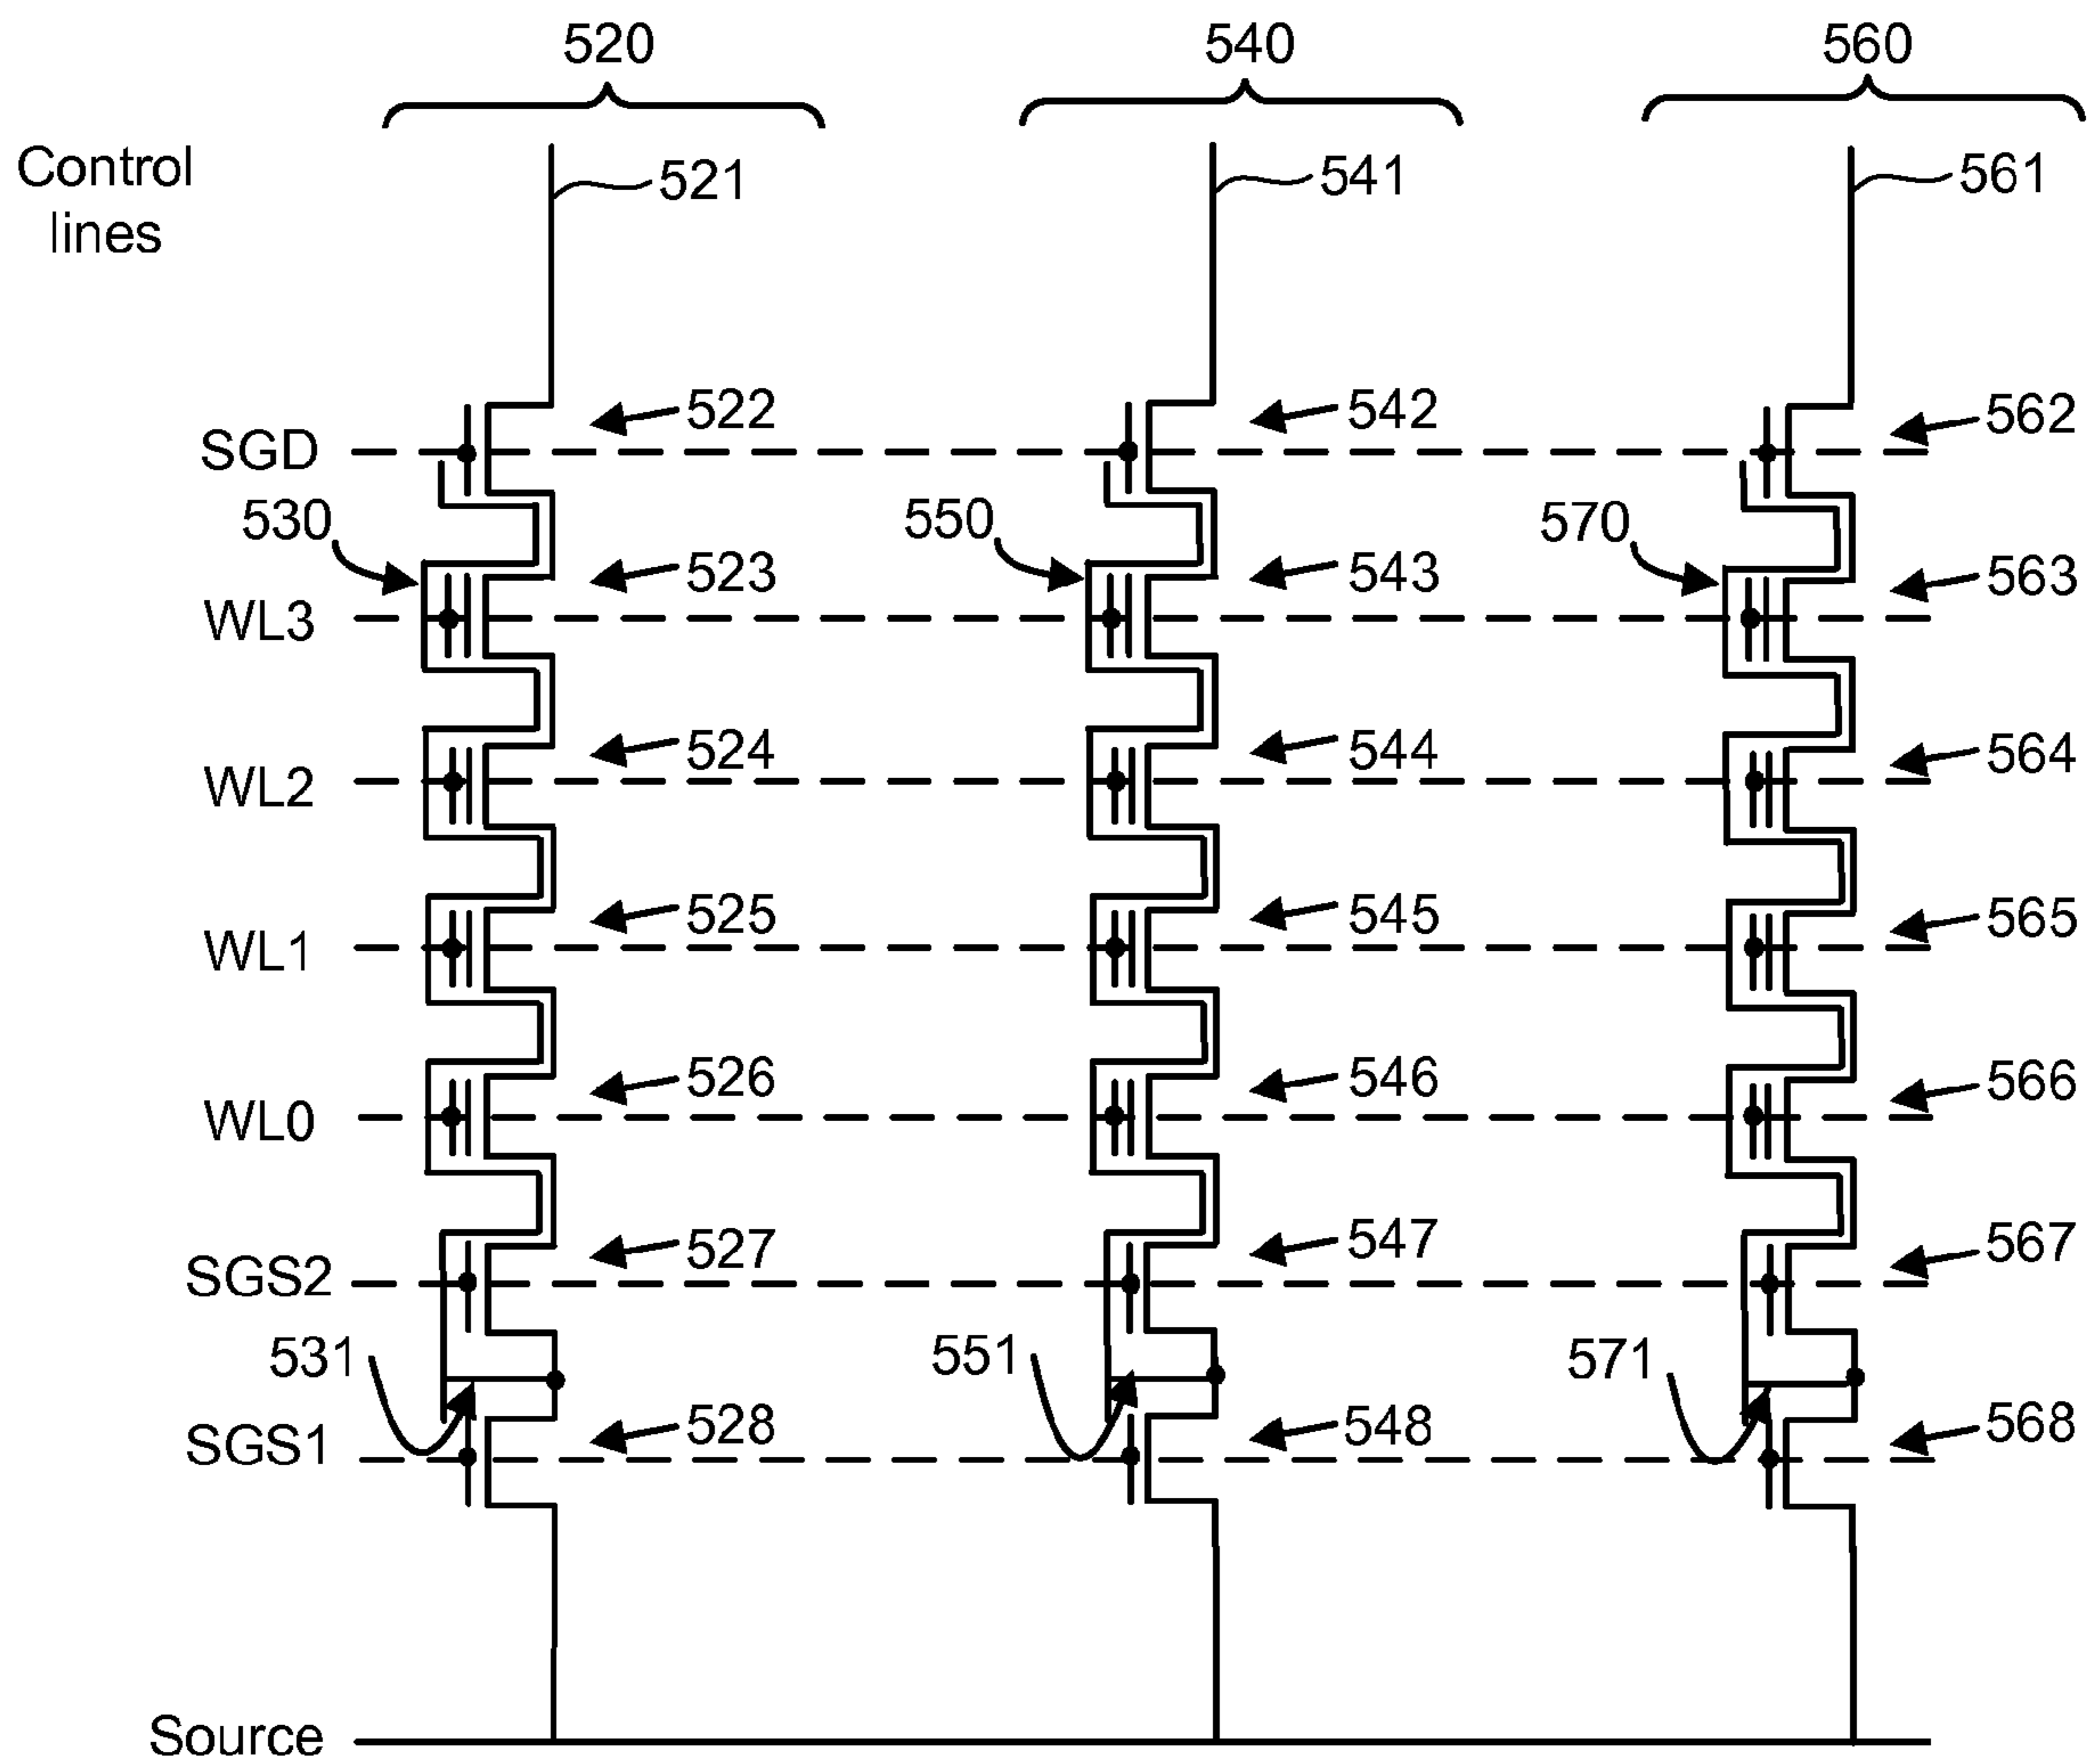 520 540 560
Control
lines
521 541 561
SGD 522 542 562
530 550 570
WL3 523 543 563
WL2 524 544 564
WL1 525 545 565
WL0 526 546 566
SGS2 527 547 567
531 551 571
SGS1 528 548 568
Source